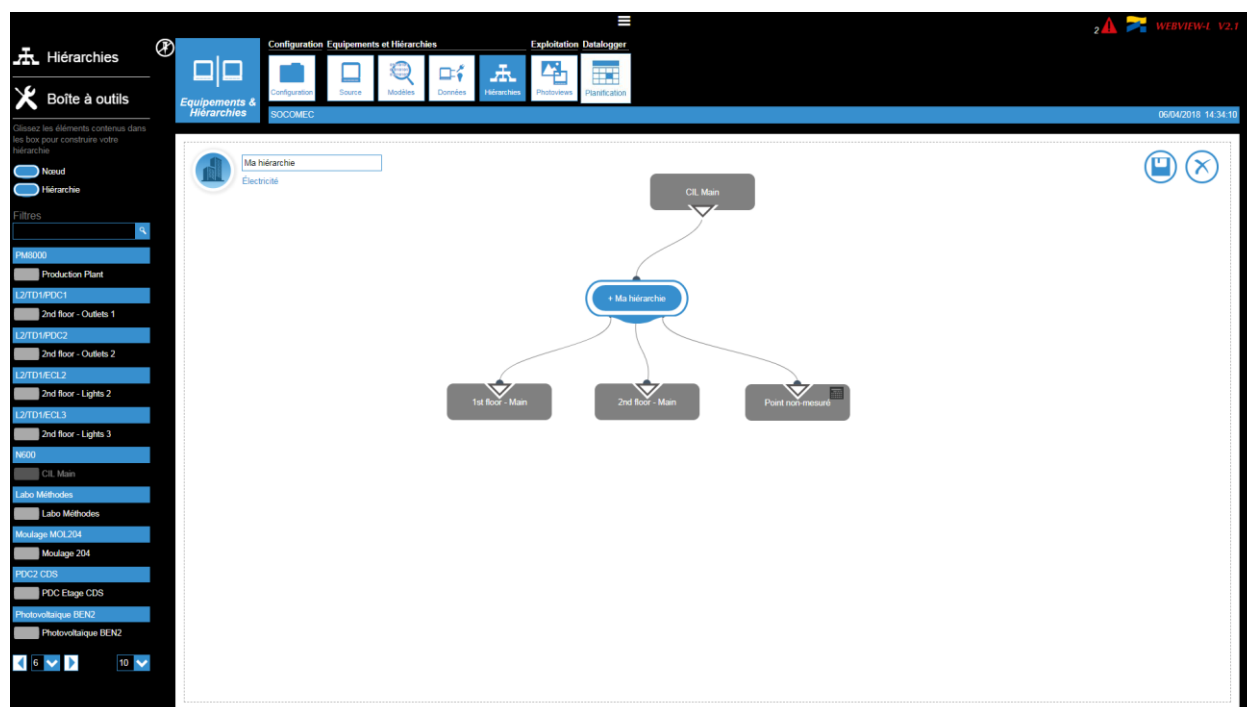 2
WEBVIEW-L V2.1
Hiérarchies
Boîte à outils
Glissez les éléments contenus dans
les box pour construire votre
hiérarchie
Nœud
Hiérarchie
Filtres
PM8000
Production Plant
L2/TD1/PDC1
2nd floor - Outlets 1
L2/TD1/PDC2
2nd floor - Outlets 2
L2/TD1/ECL2
2nd floor - Lights 2
L2/TD1/ECL3
2nd floor - Lights 3
N600
CIL Main
Labo Méthodes
Labo Méthodes
Moulage MOL204
Moulage 204
PDC2 CDS
PDC Etage CDS
Photovoltaïque BEN2
Photovoltaïque BEN2
6 10
Equipements &
Hiérarchies
Configuration Equipements et Hiérarchies Exploitation Datalogger
Configuration Source Modèles Données Hiérarchies Photoviews Planification
SOCOMEC 06/04/2018 14:34:10
Ma hiérarchie
Électricité
CIL Main
+ Ma hiérarchie
1st floor - Main 2nd floor - Main Point non-mesuré